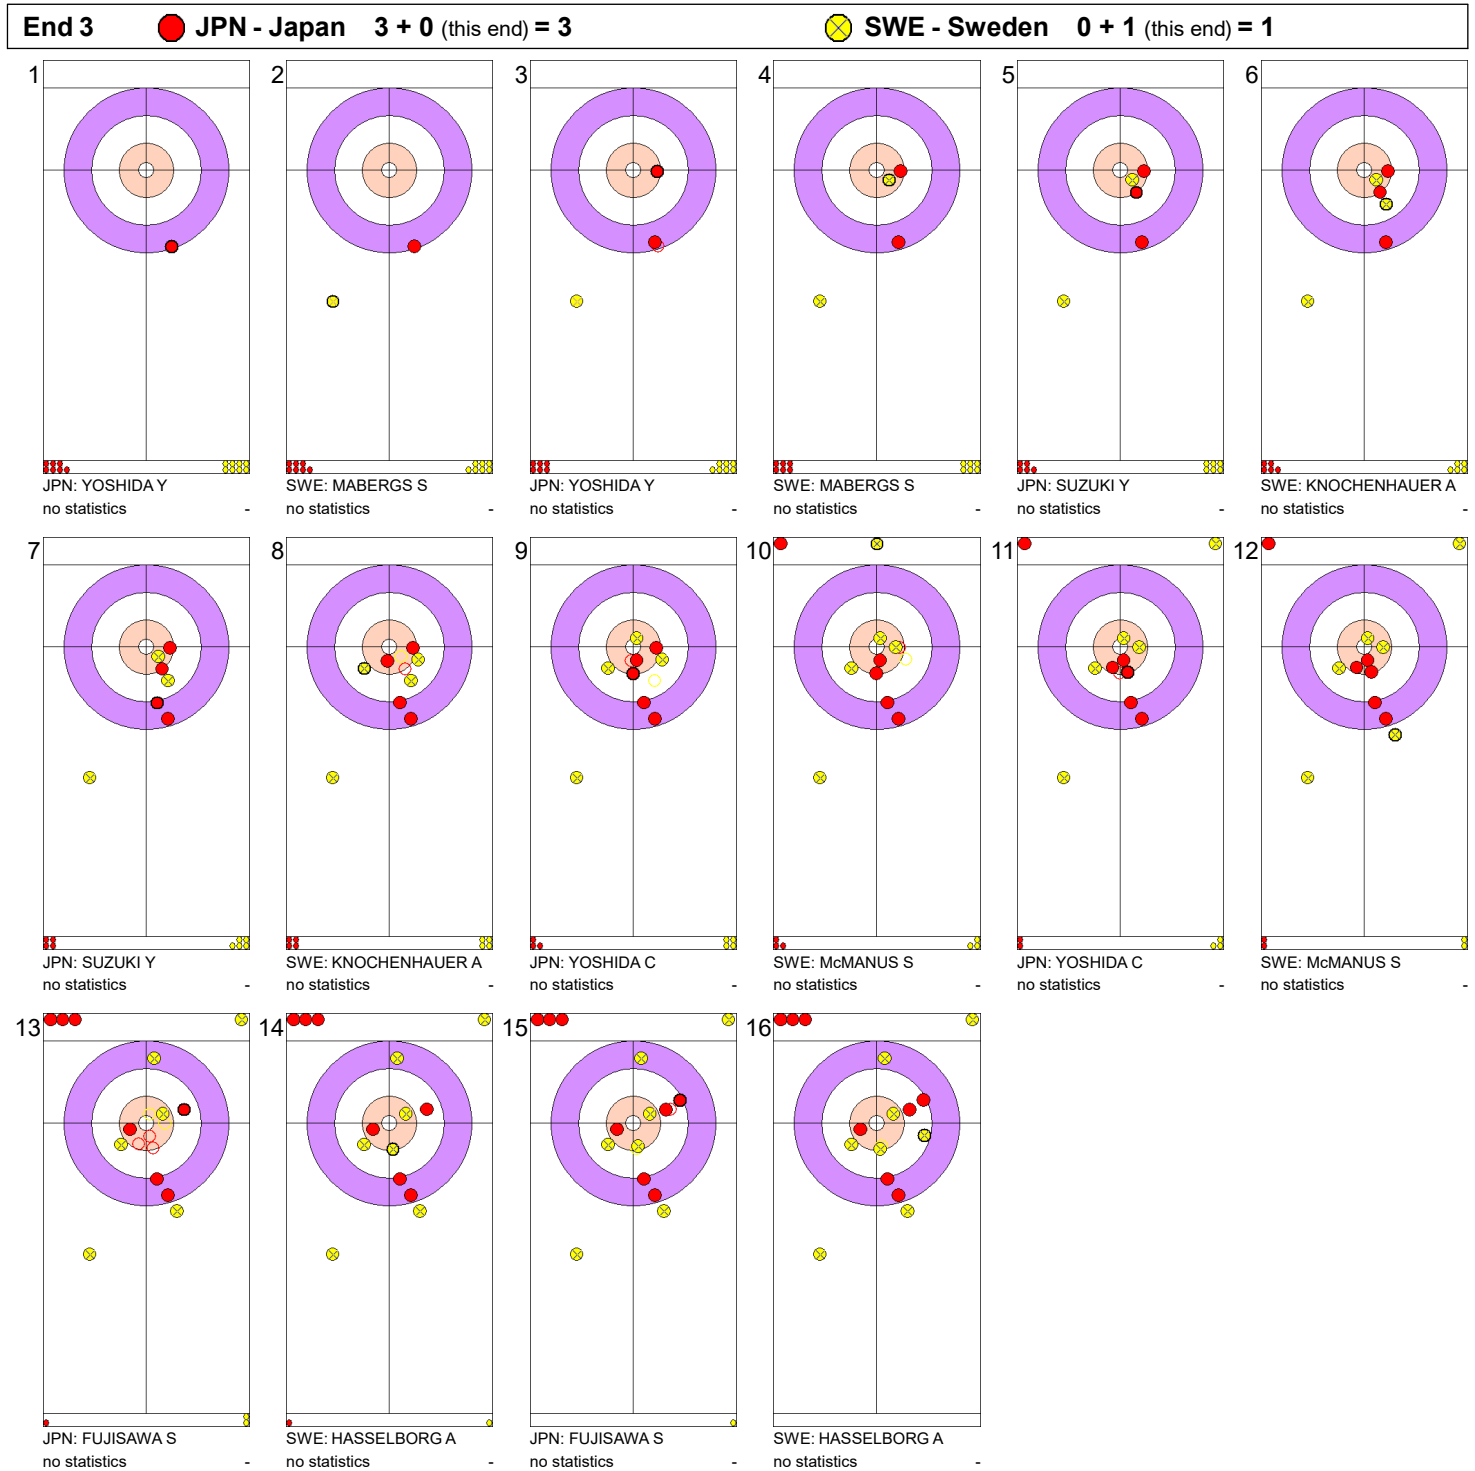 End 3 JPN - Japan 3 + 0 (this end) = 3 SWE - Sweden 0 + 1 (this end) = 1
1 2 3 4 5 6
JPN: YOSHIDA Y SWE: MABERGS S JPN: YOSHIDA Y SWE: MABERGS S JPN: SUZUKI Y SWE: KNOCHENHAUER A
no statistics - no statistics - no statistics - no statistics - no statistics - no statistics -
7 8 9 10 11 12
JPN: SUZUKI Y SWE: KNOCHENHAUER A JPN: YOSHIDA C SWE: McMANUS S JPN: YOSHIDA C SWE: McMANUS S
no statistics - no statistics - no statistics - no statistics - no statistics - no statistics -
13 14 15 16
JPN: FUJISAWA S SWE: HASSELBORG A JPN: FUJISAWA S SWE: HASSELBORG A
no statistics - no statistics - no statistics - no statistics -